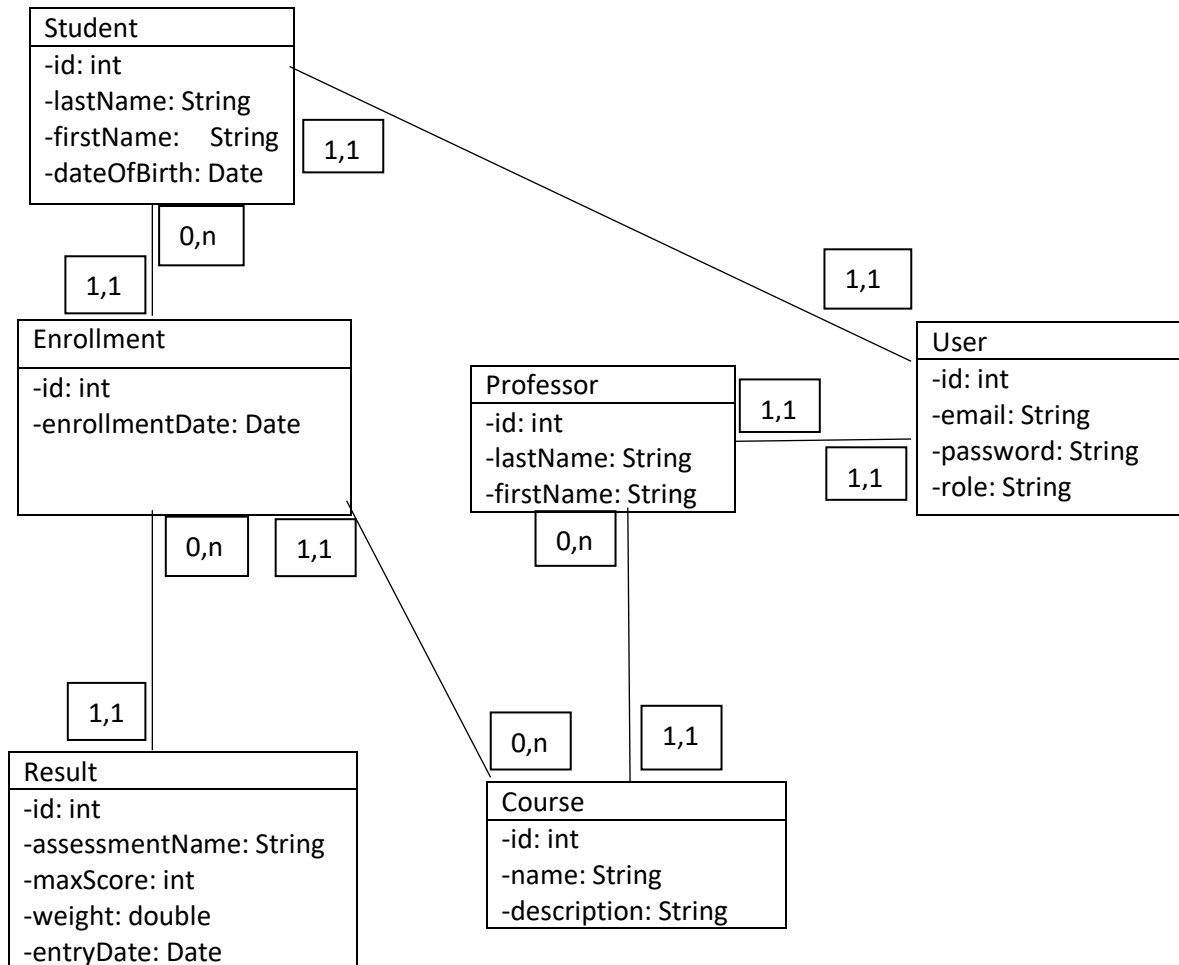 Student
-id: int
-lastName: String
-firstName: String
-dateOfBirth: Date
1,1
0,n
1,1
1,1
Enrollment
-id: int
-enrollmentDate: Date
User
-id: int
-email: String
-password: String
-role: String
Professor
-id: int
-lastName: String
-firstName: String
1,1
1,1
0,n
1,1
0,n
1,1
0,n
1,1
Result
-id: int
-assessmentName: String
-maxScore: int
-weight: double
-entryDate: Date
Course
-id: int
-name: String
-description: String